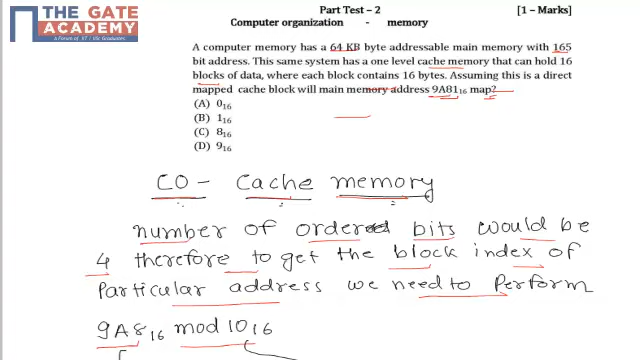 THE GATE
ACADEMY
A Forum of IIT / IISc Graduates
Part Test – 2 [1 – Marks]
Computer organization - memory
A computer memory has a 64 KB byte addressable main memory with 165
bit address. This same system has a one level cache memory that can hold 16
blocks of data, where each block contains 16 bytes. Assuming this is a direct
mapped cache block will main memory address 9A81₁₆ map?
(A) 0₁₆
(B) 1₁₆
(C) 8₁₆
(D) 9₁₆
CO - Cache memory
number of ordered bits would be
4 therefore to get the block index of
particular address we need to perform
9A8₁₆ mod 10₁₆